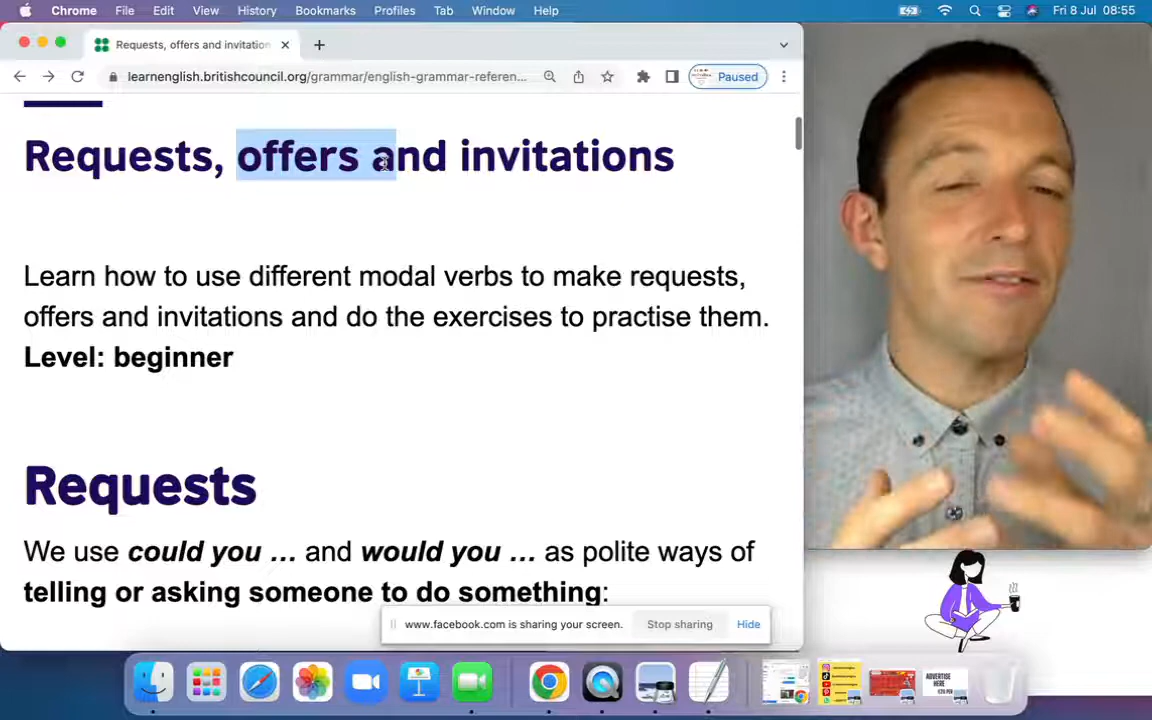 Chrome File Edit View History Bookmarks Profiles Tab Window Help Fri 8 Jul 08:55
Requests, offers and invitation
learnenglish.britishcouncil.org/grammar/english-grammar-referen... Paused
Requests, offers and invitations
Learn how to use different modal verbs to make requests,
offers and invitations and do the exercises to practise them.
Level: beginner
Requests
We use could you ... and would you ... as polite ways of
telling or asking someone to do something:
www.facebook.com is sharing your screen. Stop sharing Hide
ADVERTISE
HERE